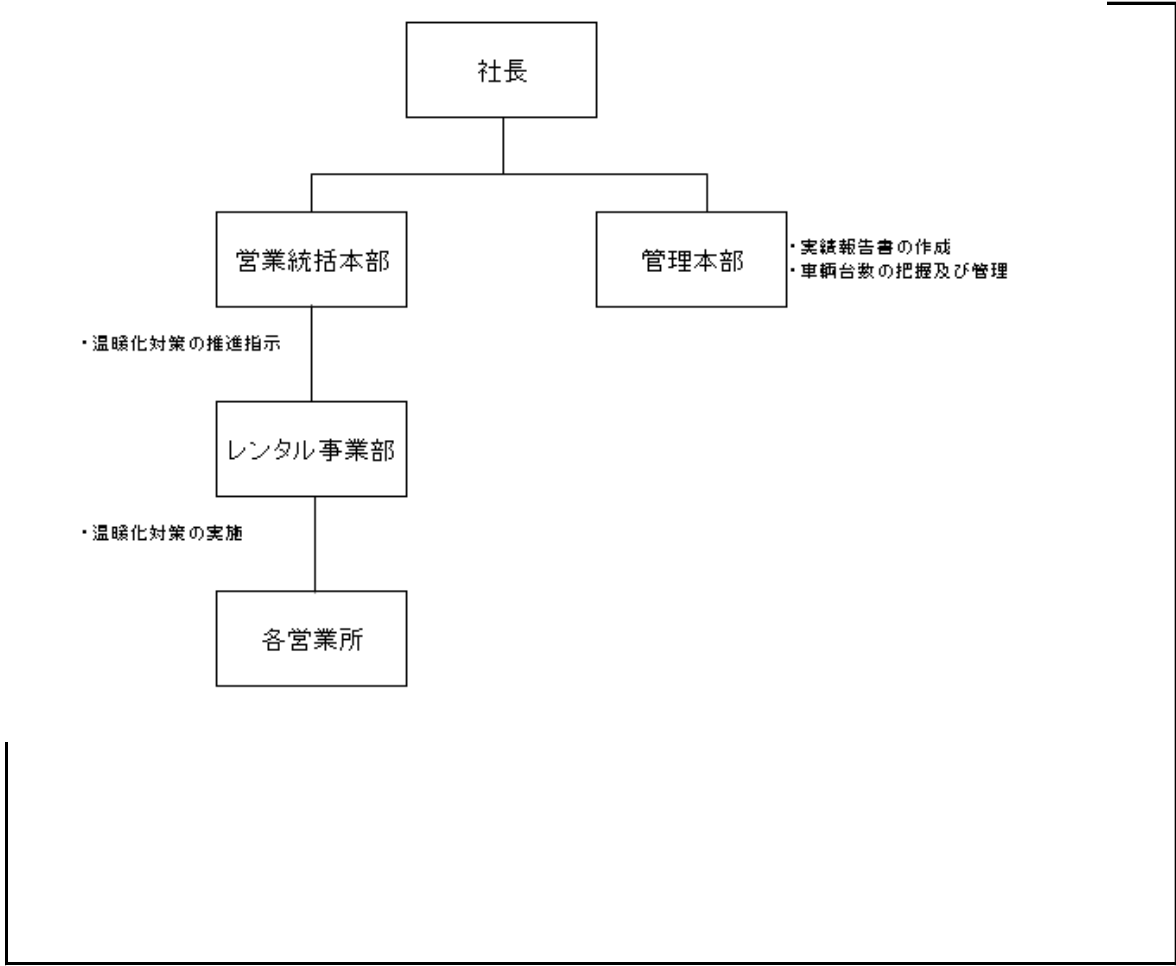 社長
営業統括本部
管理本部
・実績報告書の作成
・車輌台数の把握及び管理
・温暖化対策の推進指示
レンタル事業部
・温暖化対策の実施
各営業所